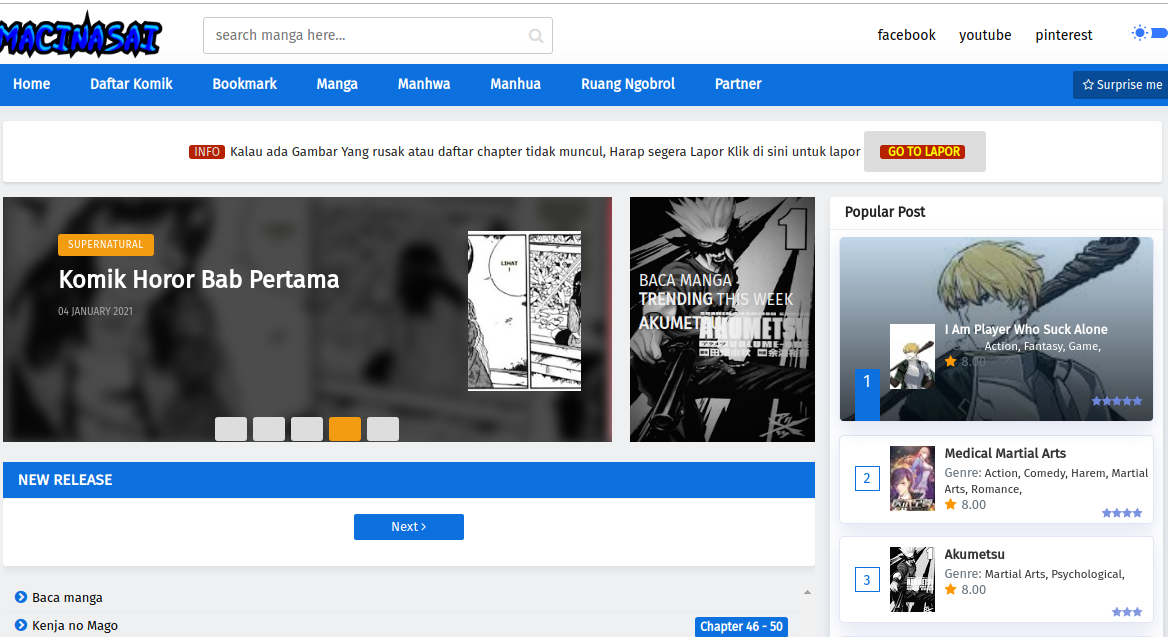 MACINASAI
search manga here...
facebook youtube pinterest
Home Daftar Komik Bookmark Manga Manhwa Manhua Ruang Ngobrol Partner
Surprise me
INFO Kalau ada Gambar Yang rusak atau daftar chapter tidak muncul, Harap segera Lapor Klik di sini untuk lapor GO TO LAPOR
SUPERNATURAL
Komik Horor Bab Pertama
04 JANUARY 2021
LIHAT
!
1
BACA MANGA
TRENDING THIS WEEK
AKUMETSU
AKUMETSU
VOLUME-ONE
Popular Post
1
I Am Player Who Suck Alone
Action, Fantasy, Game,
8.00
2
Medical Martial Arts
Genre: Action, Comedy, Harem, Martial
Arts, Romance,
8.00
3
Akumetsu
Genre: Martial Arts, Psychological,
8.00
NEW RELEASE
Next
Baca manga
Kenja no Mago
Chapter 46 - 50